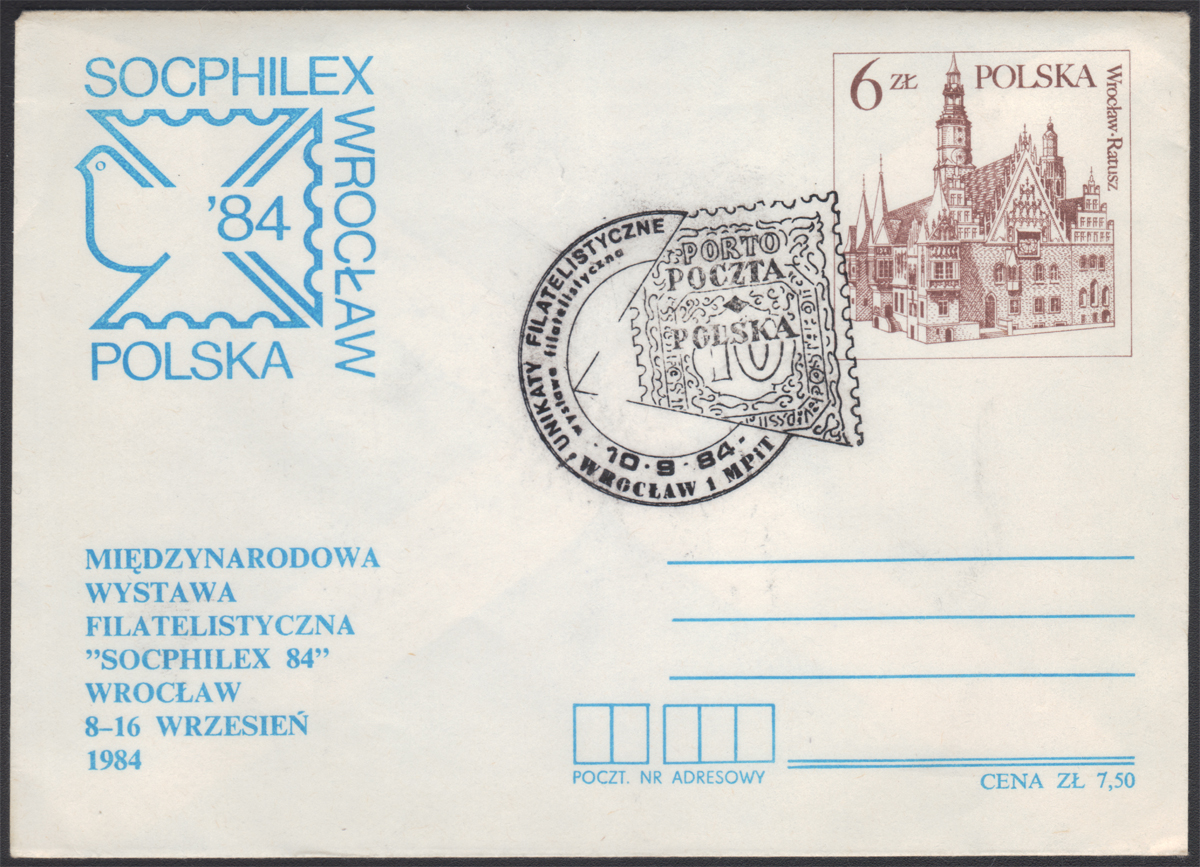 SOCPHILEX
WROCŁAW
'84
POLSKA
6 ZŁ POLSKA
Wrocław·Ratusz
UNIKATY FILATELISTYCZNE
wystawa filatelistyczna
10·9·84
WROCŁAW 1 MPiT
PORTO
POCZTA
POLSKA
10
MIĘDZYNARODOWA
WYSTAWA
FILATELISTYCZNA
"SOCPHILEX 84"
WROCŁAW
8–16 WRZESIEŃ
1984
POCZT. NR ADRESOWY
CENA ZŁ 7,50